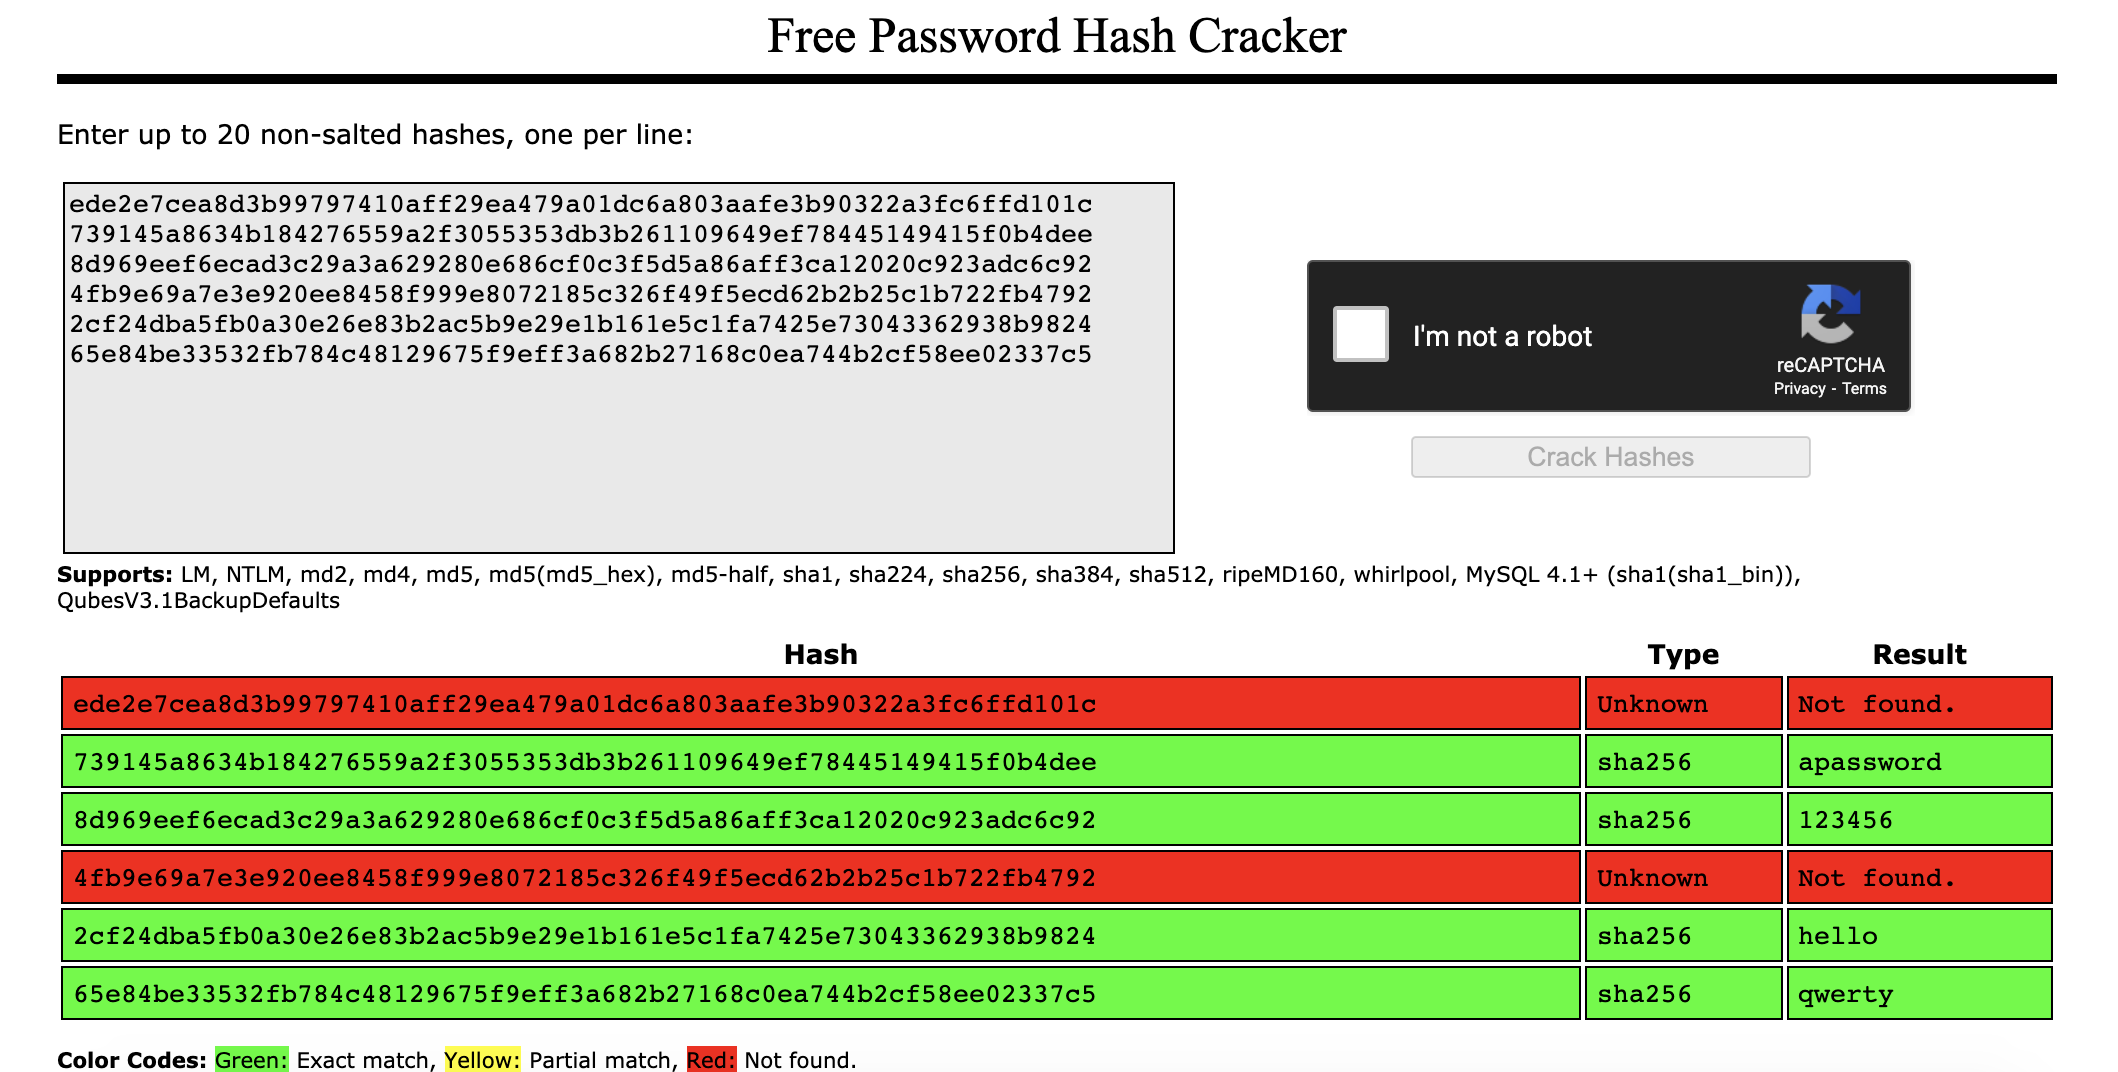 Free Password Hash Cracker
Enter up to 20 non-salted hashes, one per line:
ede2e7cea8d3b99797410aff29ea479a01dc6a803aafe3b90322a3fc6ffd101c
739145a8634b184276559a2f3055353db3b261109649ef78445149415f0b4dee
8d969eef6ecad3c29a3a629280e686cf0c3f5d5a86aff3ca12020c923adc6c92
4fb9e69a7e3e920ee8458f999e8072185c326f49f5ecd62b2b25c1b722fb4792
2cf24dba5fb0a30e26e83b2ac5b9e29e1b161e5c1fa7425e73043362938b9824
65e84be33532fb784c48129675f9eff3a682b27168c0ea744b2cf58ee02337c5
I'm not a robot
reCAPTCHA
Privacy - Terms
Crack Hashes
Supports: LM, NTLM, md2, md4, md5, md5(md5_hex), md5-half, sha1, sha224, sha256, sha384, sha512, ripeMD160, whirlpool, MySQL 4.1+ (sha1(sha1_bin)),
QubesV3.1BackupDefaults
Hash Type Result
ede2e7cea8d3b99797410aff29ea479a01dc6a803aafe3b90322a3fc6ffd101c Unknown Not found.
739145a8634b184276559a2f3055353db3b261109649ef78445149415f0b4dee sha256 apassword
8d969eef6ecad3c29a3a629280e686cf0c3f5d5a86aff3ca12020c923adc6c92 sha256 123456
4fb9e69a7e3e920ee8458f999e8072185c326f49f5ecd62b2b25c1b722fb4792 Unknown Not found.
2cf24dba5fb0a30e26e83b2ac5b9e29e1b161e5c1fa7425e73043362938b9824 sha256 hello
65e84be33532fb784c48129675f9eff3a682b27168c0ea744b2cf58ee02337c5 sha256 qwerty
Color Codes: Green: Exact match, Yellow: Partial match, Red: Not found.